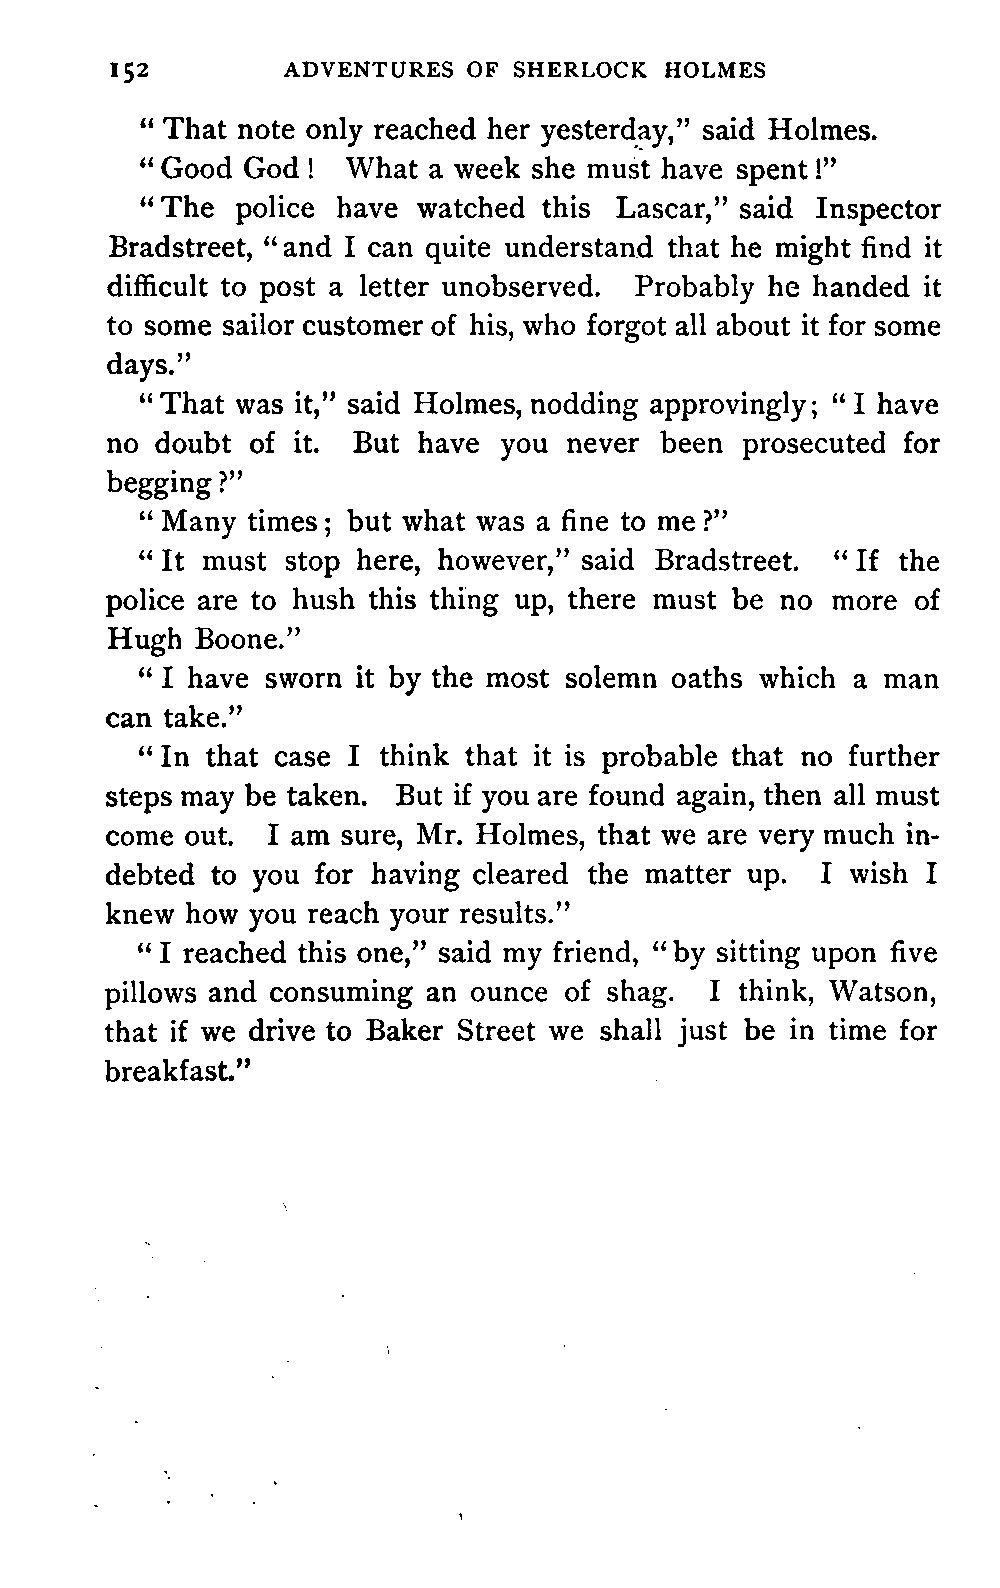 152 ADVENTURES OF SHERLOCK HOLMES
“ That note only reached her yesterday,” said Holmes.
“ Good God ! What a week she must have spent !”
“ The police have watched this Lascar,” said Inspector
Bradstreet, “ and I can quite understand that he might find it
difficult to post a letter unobserved. Probably he handed it
to some sailor customer of his, who forgot all about it for some
days.”
“ That was it,” said Holmes, nodding approvingly; “ I have
no doubt of it. But have you never been prosecuted for
begging ?”
“ Many times ; but what was a fine to me ?”
“ It must stop here, however,” said Bradstreet. “ If the
police are to hush this thing up, there must be no more of
Hugh Boone.”
“ I have sworn it by the most solemn oaths which a man
can take.”
“ In that case I think that it is probable that no further
steps may be taken. But if you are found again, then all must
come out. I am sure, Mr. Holmes, that we are very much in-
debted to you for having cleared the matter up. I wish I
knew how you reach your results.”
“ I reached this one,” said my friend, “ by sitting upon five
pillows and consuming an ounce of shag. I think, Watson,
that if we drive to Baker Street we shall just be in time for
breakfast.”